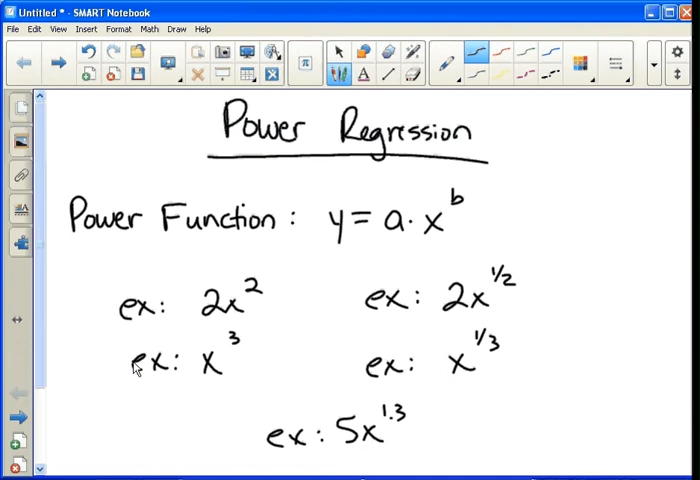 Untitled * - SMART Notebook
File Edit View Insert Format Math Draw Help
Power Regression
Power Function: y = a · x^b
ex: 2x^2 ex: 2x^1/2
ex: x^3 ex: x^1/3
ex: 5x^1.3